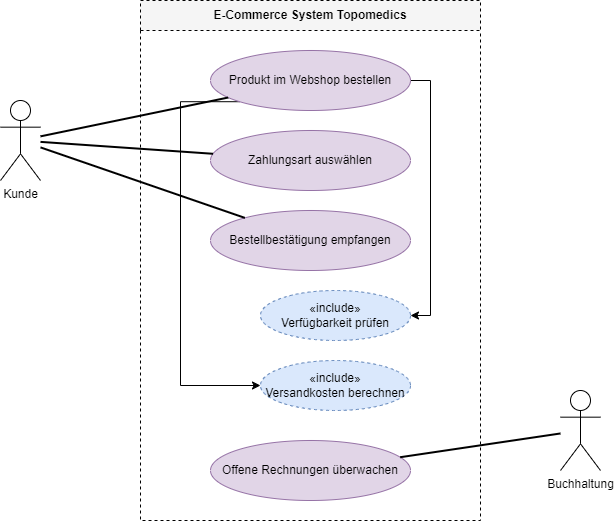 E-Commerce System Topomedics
Produkt im Webshop bestellen
Zahlungsart auswählen
Kunde
Bestellbestätigung empfangen
«include»
Verfügbarkeit prüfen
«include»
Versandkosten berechnen
Offene Rechnungen überwachen
Buchhaltung